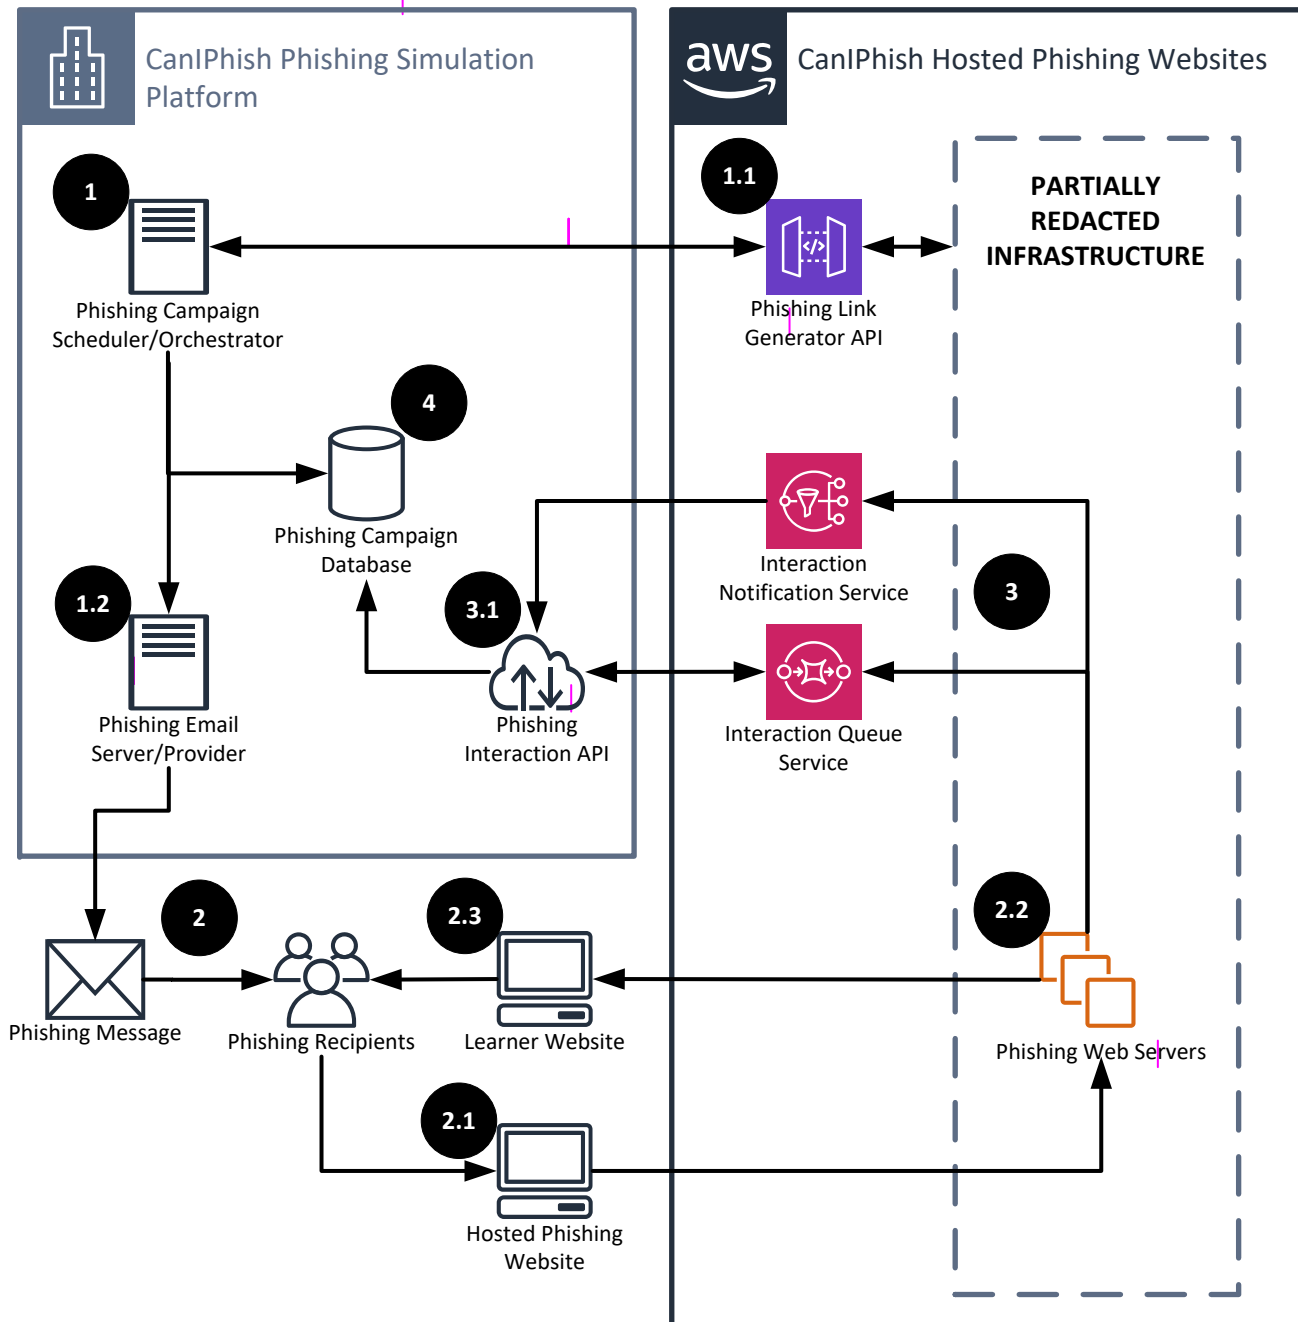 CanIPhish Phishing Simulation
Platform
aws
CanIPhish Hosted Phishing Websites
1
Phishing Campaign
Scheduler/Orchestrator
1.1
</>
Phishing Link
Generator API
PARTIALLY
REDACTED
INFRASTRUCTURE
4
Phishing Campaign
Database
Interaction
Notification Service
3
1.2
Phishing Email
Server/Provider
3.1
Phishing
Interaction API
Interaction Queue
Service
2
Phishing Message
Phishing Recipients
2.3
Learner Website
2.2
Phishing Web Servers
2.1
Hosted Phishing
Website